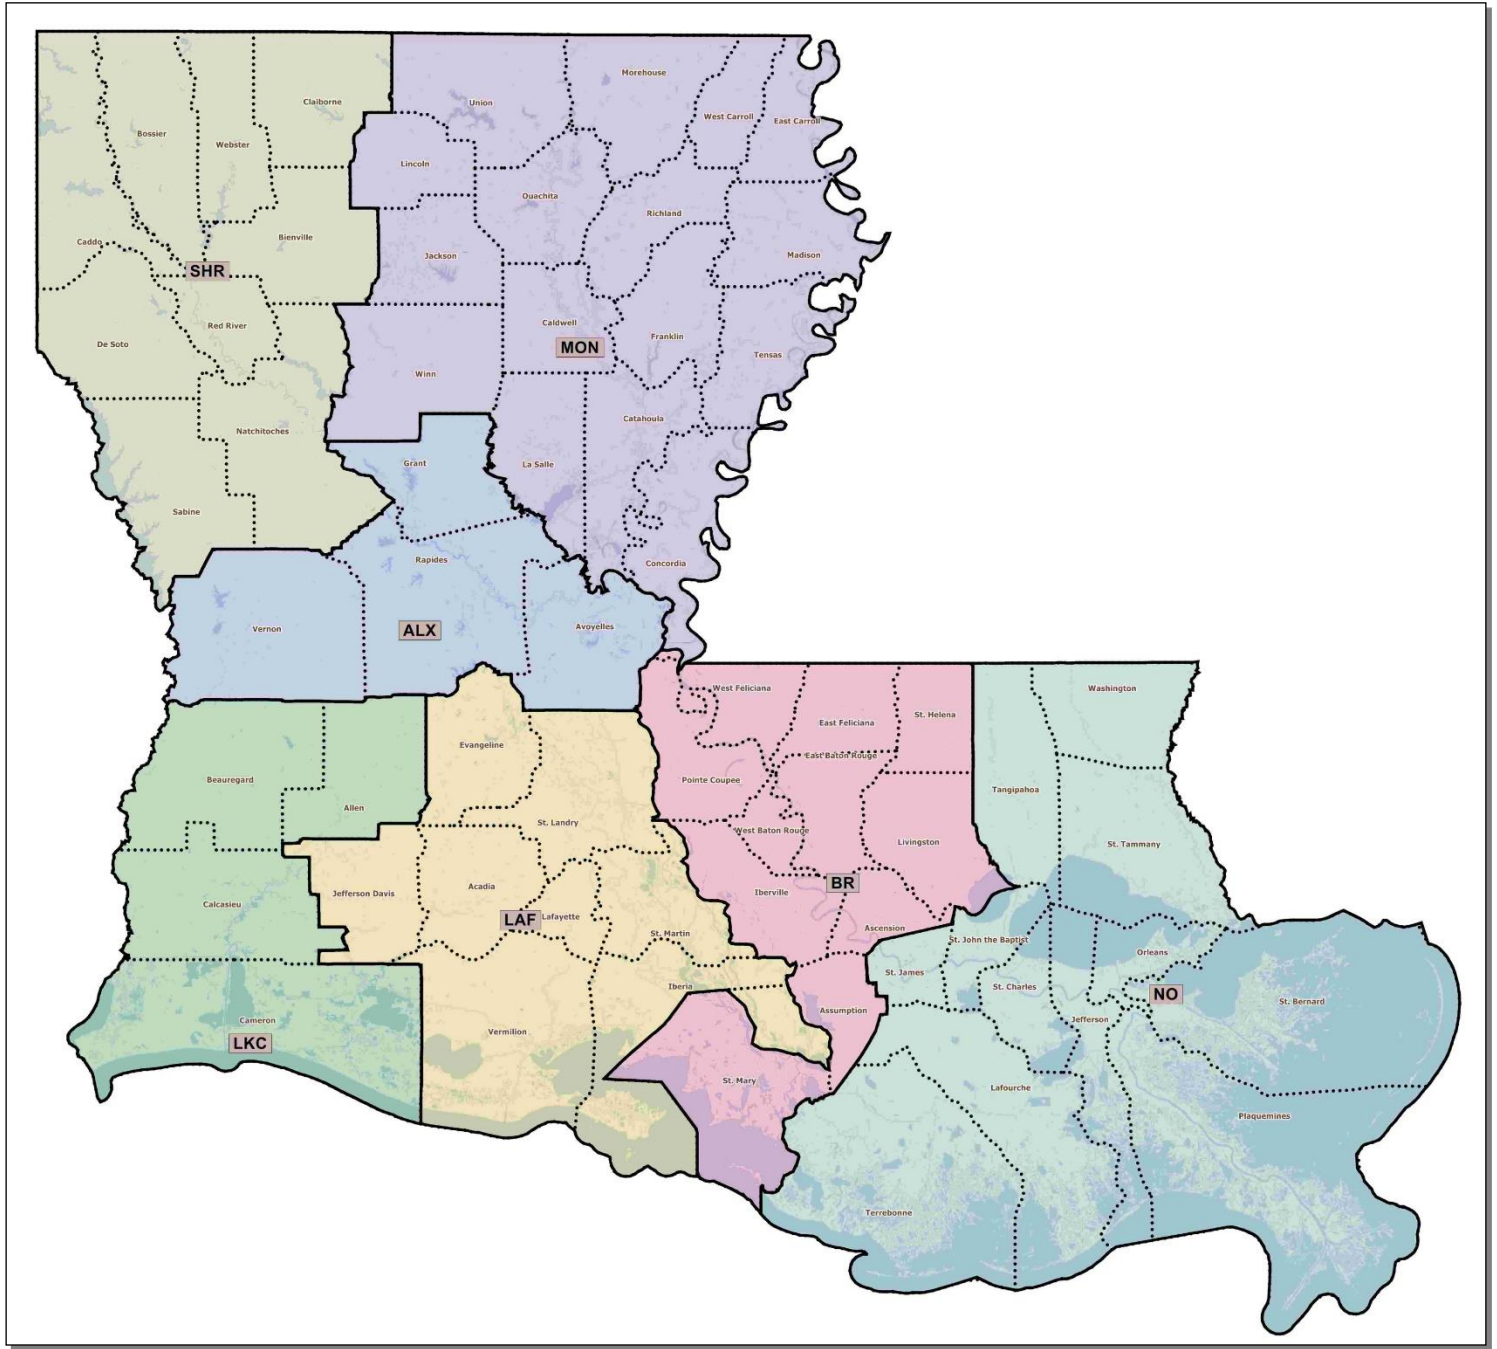 Morehouse
Union
Claiborne
West Carroll
East Carroll
Bossier
Webster
Lincoln
Ouachita
Richland
Bienville
Caddo
Jackson
Madison
SHR
Red River
Caldwell
Franklin
De Soto
MON
Tensas
Winn
Catahoula
Natchitoches
Grant
La Salle
Sabine
Rapides
Concordia
Vernon
ALX
Avoyelles
West Feliciana
Washington
St. Helena
East Feliciana
Evangeline
East Baton Rouge
Beauregard
Pointe Coupee
Tangipahoa
Allen
St. Landry
West Baton Rouge
Livingston
St. Tammany
Jefferson Davis
Acadia
Iberville
BR
Calcasieu
LAF
Lafayette
Ascension
St. Martin
St. John the Baptist
Orleans
St. James
Iberia
St. Charles
NO
St. Bernard
Assumption
Cameron
Jefferson
Vermilion
LKC
St. Mary
Lafourche
Plaquemines
Terrebonne